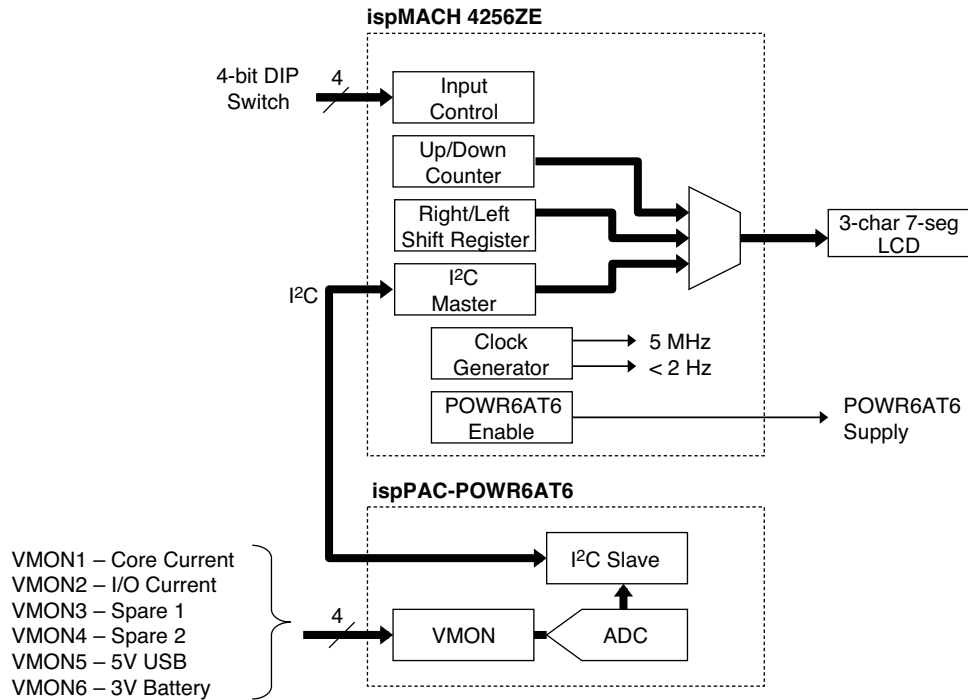 ispMACH 4256ZE
4-bit DIP
Switch
4
Input
Control
Up/Down
Counter
Right/Left
Shift Register
3-char 7-seg
LCD
I²C
I²C
Master
Clock
Generator
5 MHz
< 2 Hz
POWR6AT6
Enable
POWR6AT6
Supply
ispPAC-POWR6AT6
I²C Slave
VMON1 – Core Current
VMON2 – I/O Current
VMON3 – Spare 1
VMON4 – Spare 2
VMON5 – 5V USB
VMON6 – 3V Battery
4
VMON
ADC